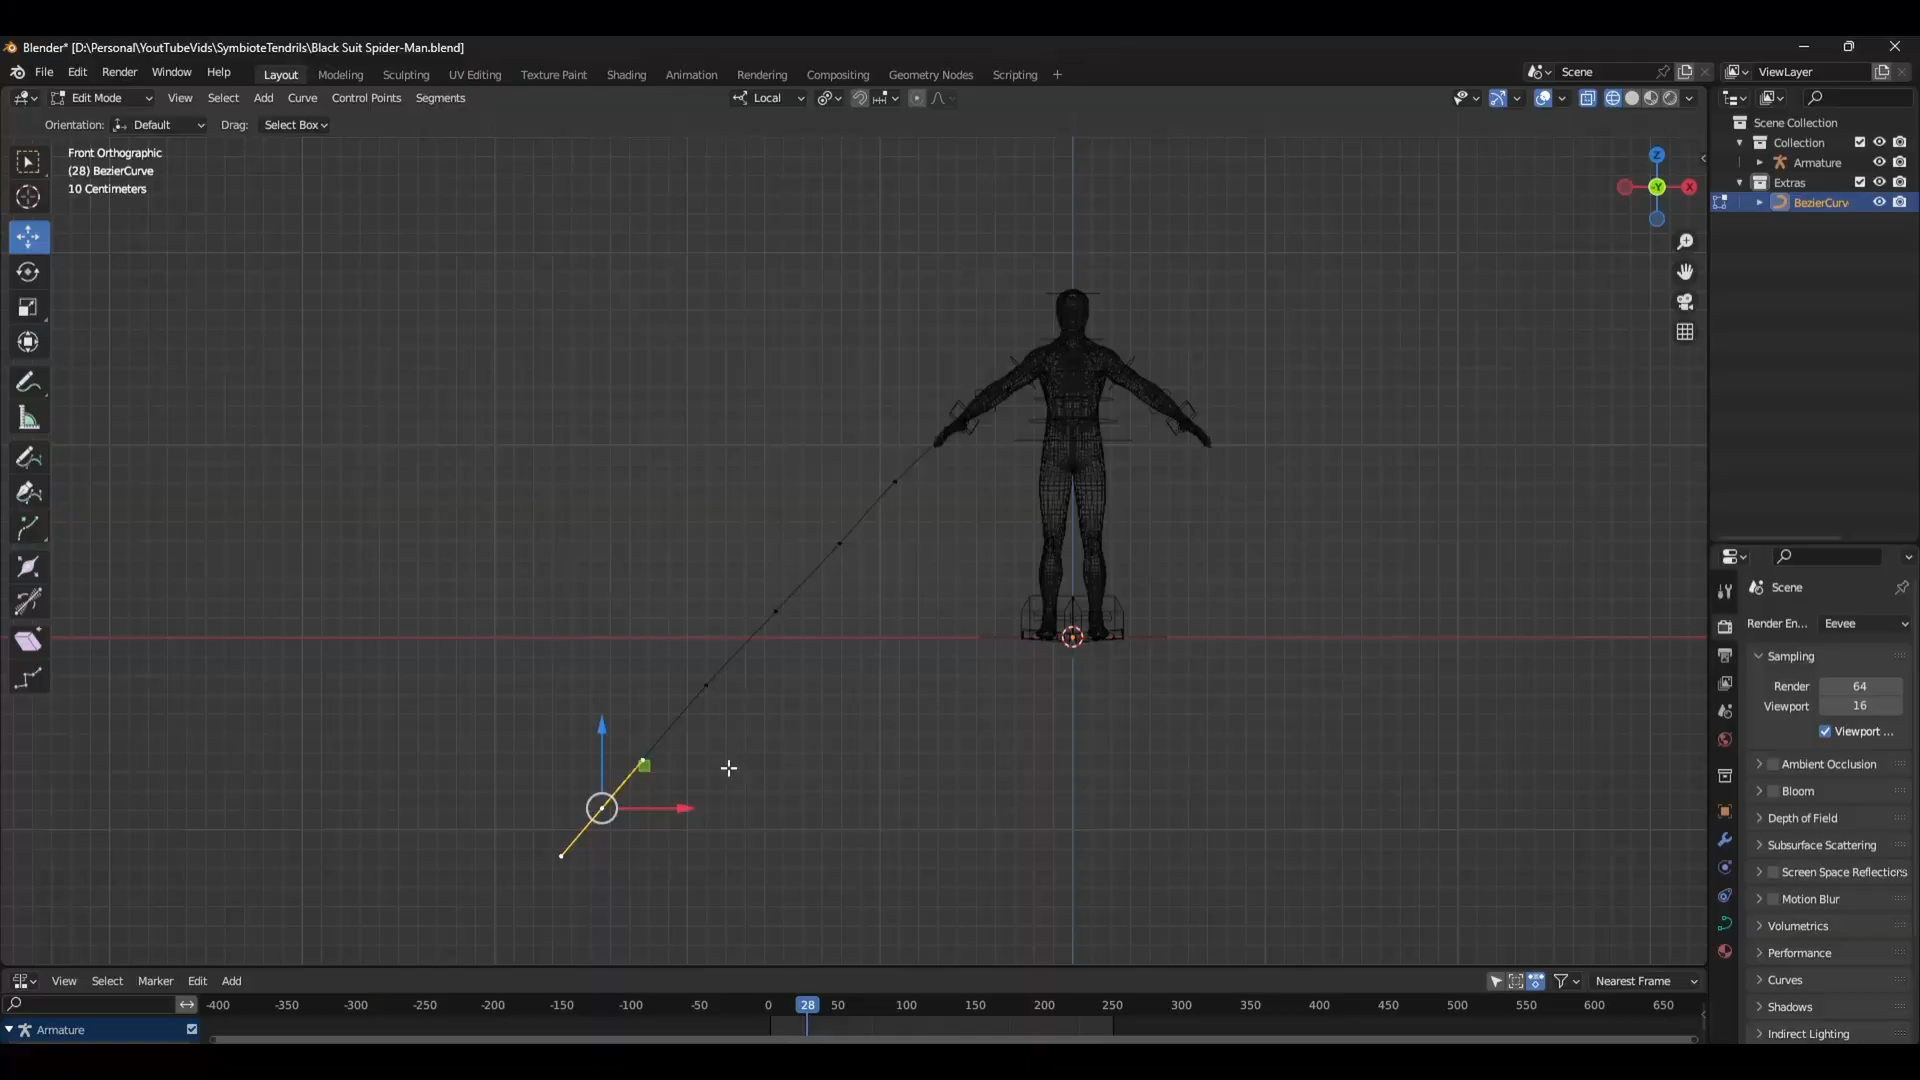 Blender* [D:\Personal\YoutTubeVids\SymbioteTendrils\Black Suit Spider-Man.blend]
File Edit Render Window Help Layout Modeling Sculpting UV Editing Texture Paint Shading Animation Rendering Compositing Geometry Nodes Scripting + Scene ViewLayer
Edit Mode View Select Add Curve Control Points Segments Local
Orientation: Default Drag: Select Box
Front Orthographic
(28) BezierCurve
10 Centimeters
Z
-Y X
Scene Collection
Collection
Armature
Extras
BezierCurv
Scene
Render En... Eevee
Sampling
Render 64
Viewport 16
Viewport ...
Ambient Occlusion
Bloom
Depth of Field
Subsurface Scattering
Screen Space Reflections
Motion Blur
Volumetrics
Performance
Curves
Shadows
Indirect Lighting
View Select Marker Edit Add Nearest Frame
-400 -350 -300 -250 -200 -150 -100 -50 0 28 50 100 150 200 250 300 350 400 450 500 550 600 650
Armature